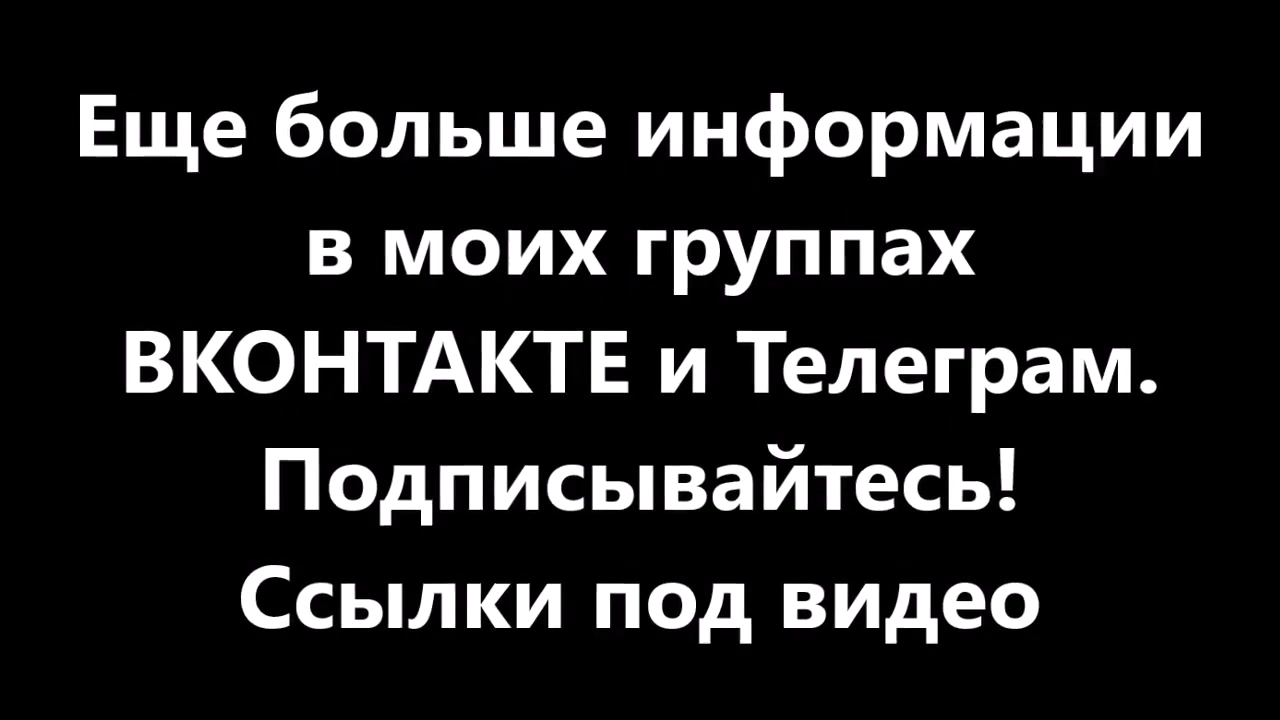 Еще больше информации
в моих группах
ВКОНТАКТЕ и Телеграм.
Подписывайтесь!
Ссылки под видео